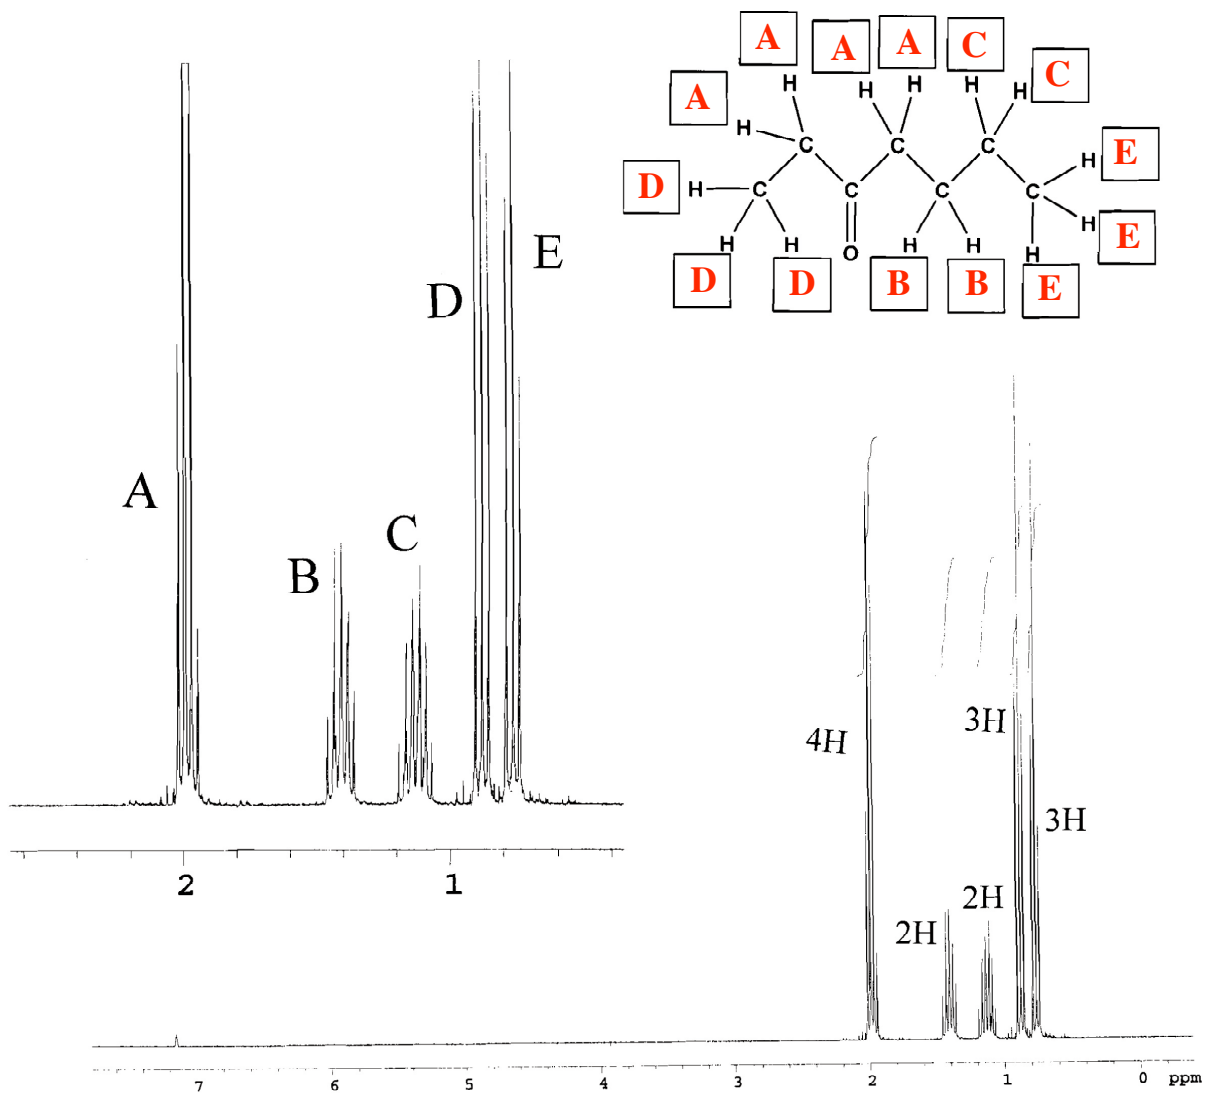 A A A C
A H H H H H C
H C C C H E
D H C C C C H E
H H O H H H
D D B B E
E
D
A
C
B
2 1
4H
3H
3H
2H
2H
7 6 5 4 3 2 1 0 ppm